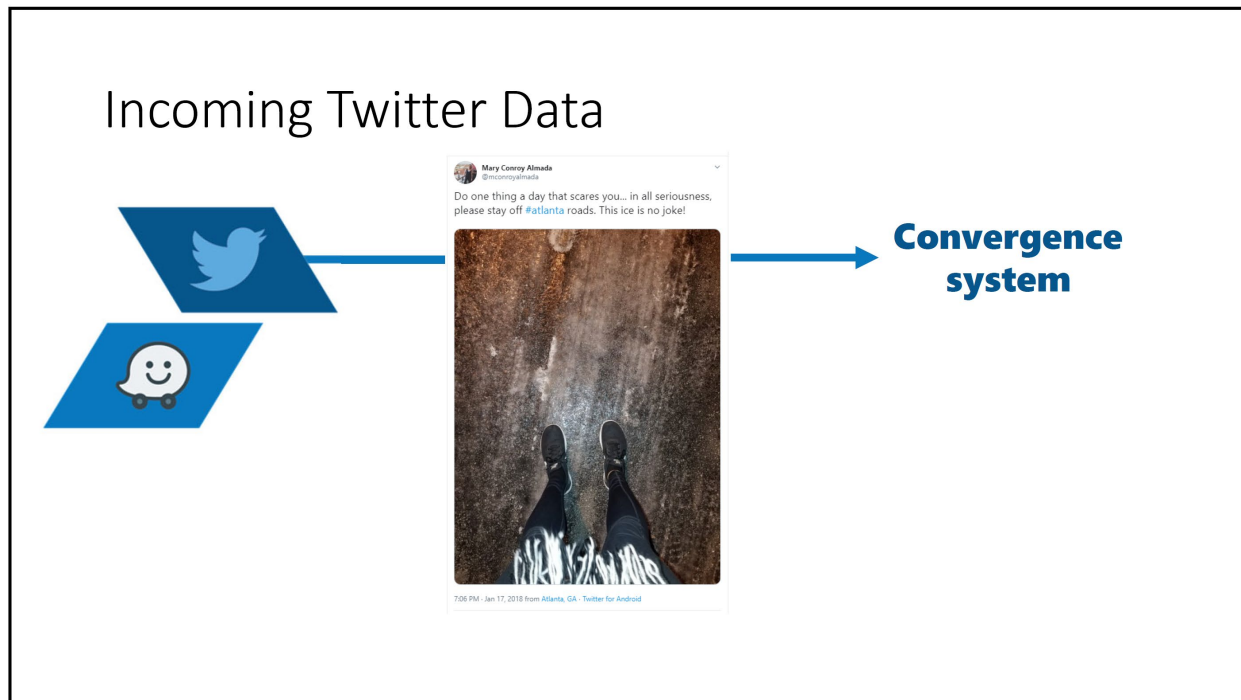 Incoming Twitter Data
Mary Conroy Almada
@mconroyalmada
Do one thing a day that scares you... in all seriousness,
please stay off #atlanta roads. This ice is no joke!
Convergence
system
7:06 PM - Jan 17, 2018 from Atlanta, GA - Twitter for Android